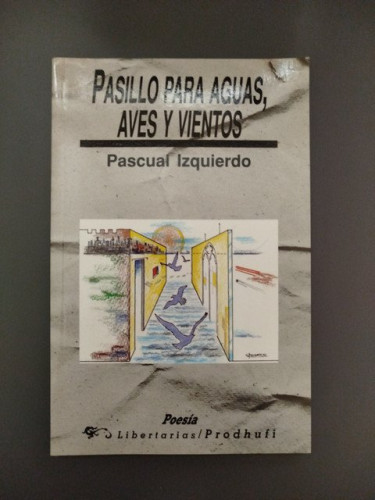 PASILLO PARA AGUAS,
AVES Y VIENTOS
Pascual Izquierdo
Poesía
Libertarias/Prodhufi